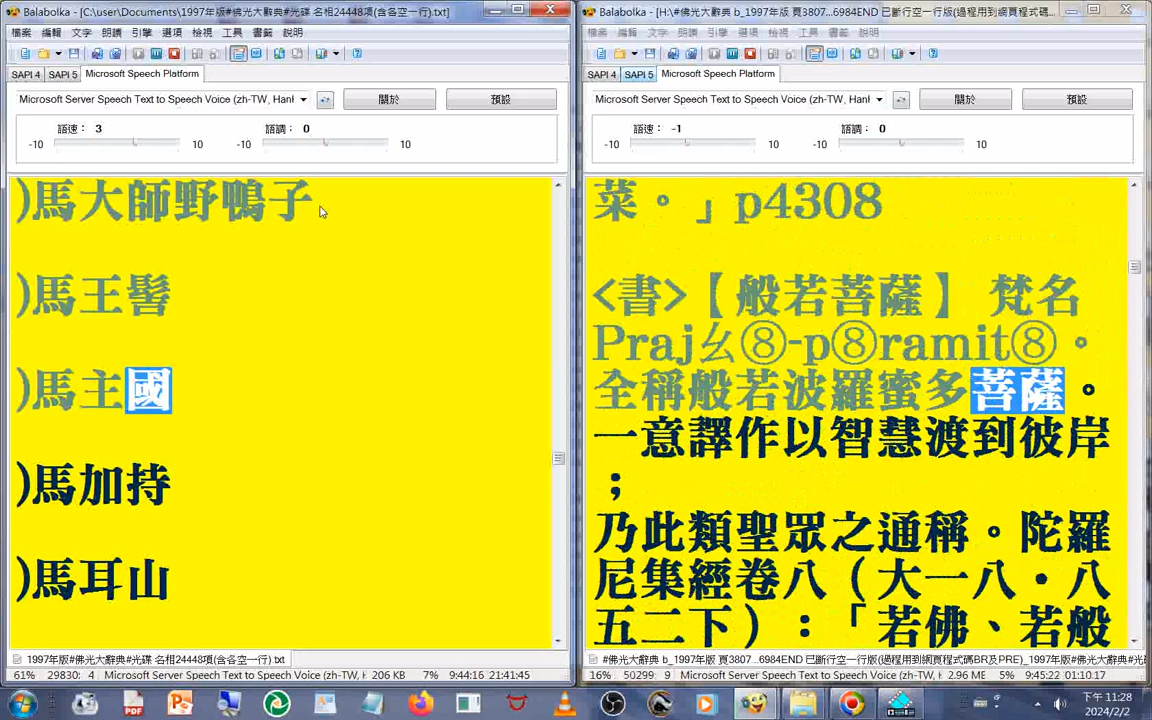 Balabolka - [C:\user\Documents\1997年版#佛光大辭典#光碟 名相24448項(含各空一行).txt]
檔案 編輯 文字 朗讀 引擎 選項 檢視 工具 書籤 說明
SAPI 4 SAPI 5 Microsoft Speech Platform
Microsoft Server Speech Text to Speech Voice (zh-TW, Hanl
關於 預設
語速： 3 語調： 0
-10 10 -10 10
)馬大師野鴨子
)馬王髻
)馬主國
)馬加持
)馬耳山
1997年版#佛光大辭典#光碟 名相24448項(含各空一行).txt
61% 29830: 4 Microsoft Speech Platform: Microsoft Server Speech Text to Speech Voice (zh-TW, H 206 KB 7% 9:44:16 21:41:45
Balabolka - [H:\#佛光大辭典 b_1997年版 頁3807...6984END 已斷行空一行版(過程用到網頁程式碼...
檔案 編輯 文字 朗讀 引擎 選項 檢視 工具 書籤 說明
SAPI 4 SAPI 5 Microsoft Speech Platform
Microsoft Server Speech Text to Speech Voice (zh-TW, Hanl
關於 預設
語速： -1 語調： 0
-10 10 -10 10
菜。」p4308
<書>【般若菩薩】 梵名
Praj幺⑧-p⑧ramit⑧。
全稱般若波羅蜜多菩薩。
一意譯作以智慧渡到彼岸
；
乃此類聖眾之通稱。陀羅
尼集經卷八（大一八‧八
五二下）：「若佛、若般
#佛光大辭典 b_1997年版 頁3807...6984END 已斷行空一行版(過程用到網頁程式碼BR及PRE)_1997年版#佛光
16% 50299: 9 Microsoft Speech Platform: Microsoft Server Speech Text to Speech Voice (zh-TW, H 2.96 MB 5% 9:45:22 01:10:17
下午 11:28
2024/2/2